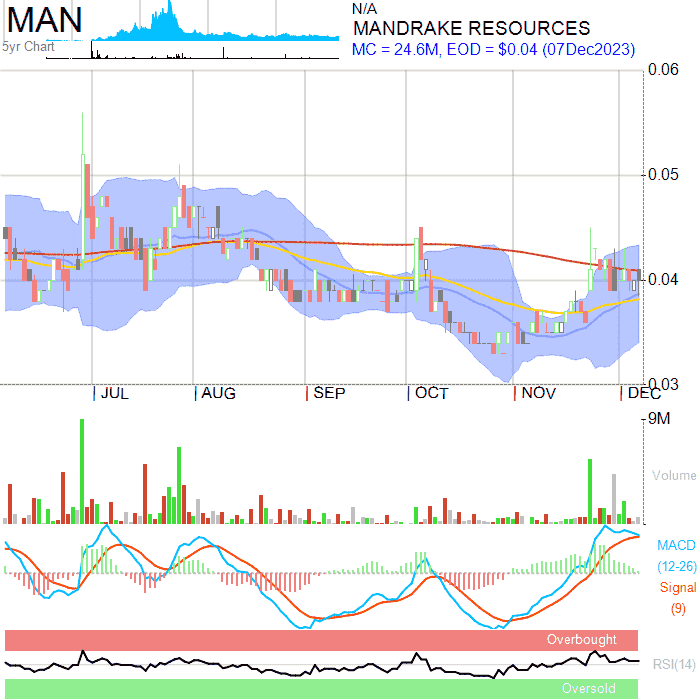 MAN
5yr Chart
N/A
MANDRAKE RESOURCES
MC = 24.6M, EOD = $0.04 (07Dec2023)
0.06
0.05
0.04
0.03
JUL AUG SEP OCT NOV DEC
9M
Volume
MACD
(12-26)
Signal
(9)
Overbought
RSI(14)
Oversold